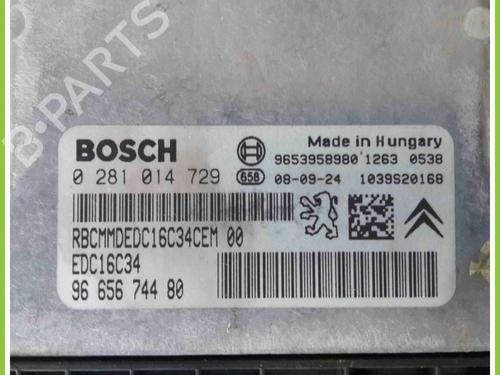 B-PARTS
BOSCH
Made in Hungary
9653958980 1263 0538
0 281 014 729
658 08-09-24 1039S20168
RBCMMDEDC16C34CEM 00
EDC16C34
96 656 744 80